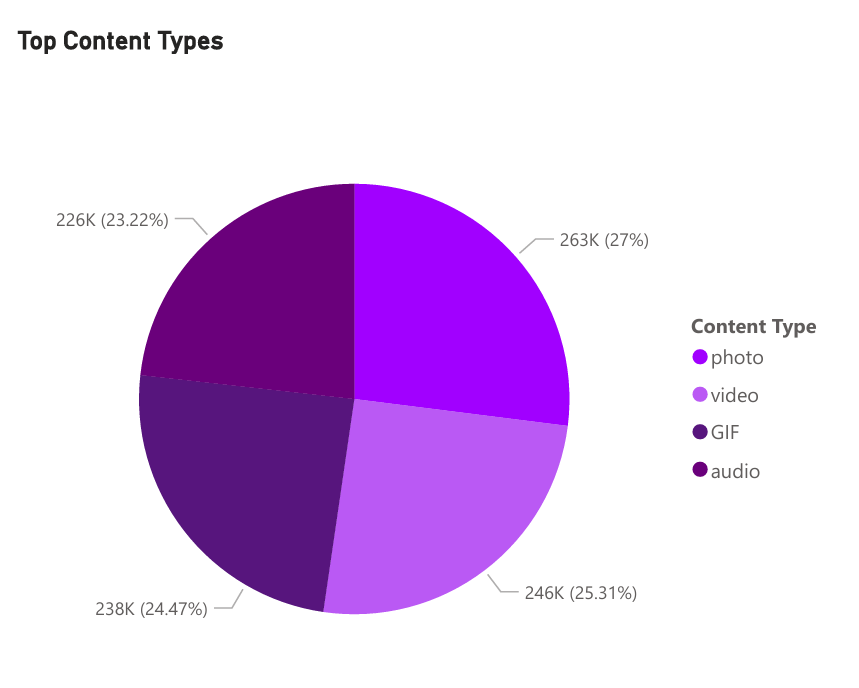 Top Content Types
226K (23.22%)
263K (27%)
Content Type
photo
video
GIF
audio
246K (25.31%)
238K (24.47%)